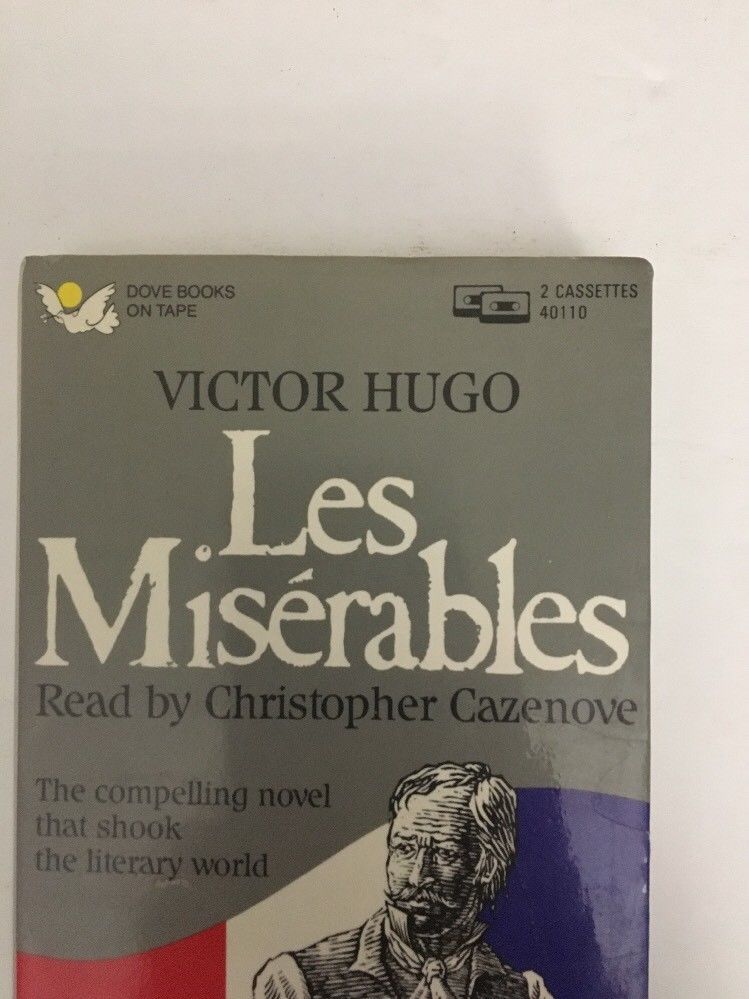 DOVE BOOKS
ON TAPE
2 CASSETTES
40110
VICTOR HUGO
Les
Misérables
Read by Christopher Cazenove
The compelling novel
that shook
the literary world